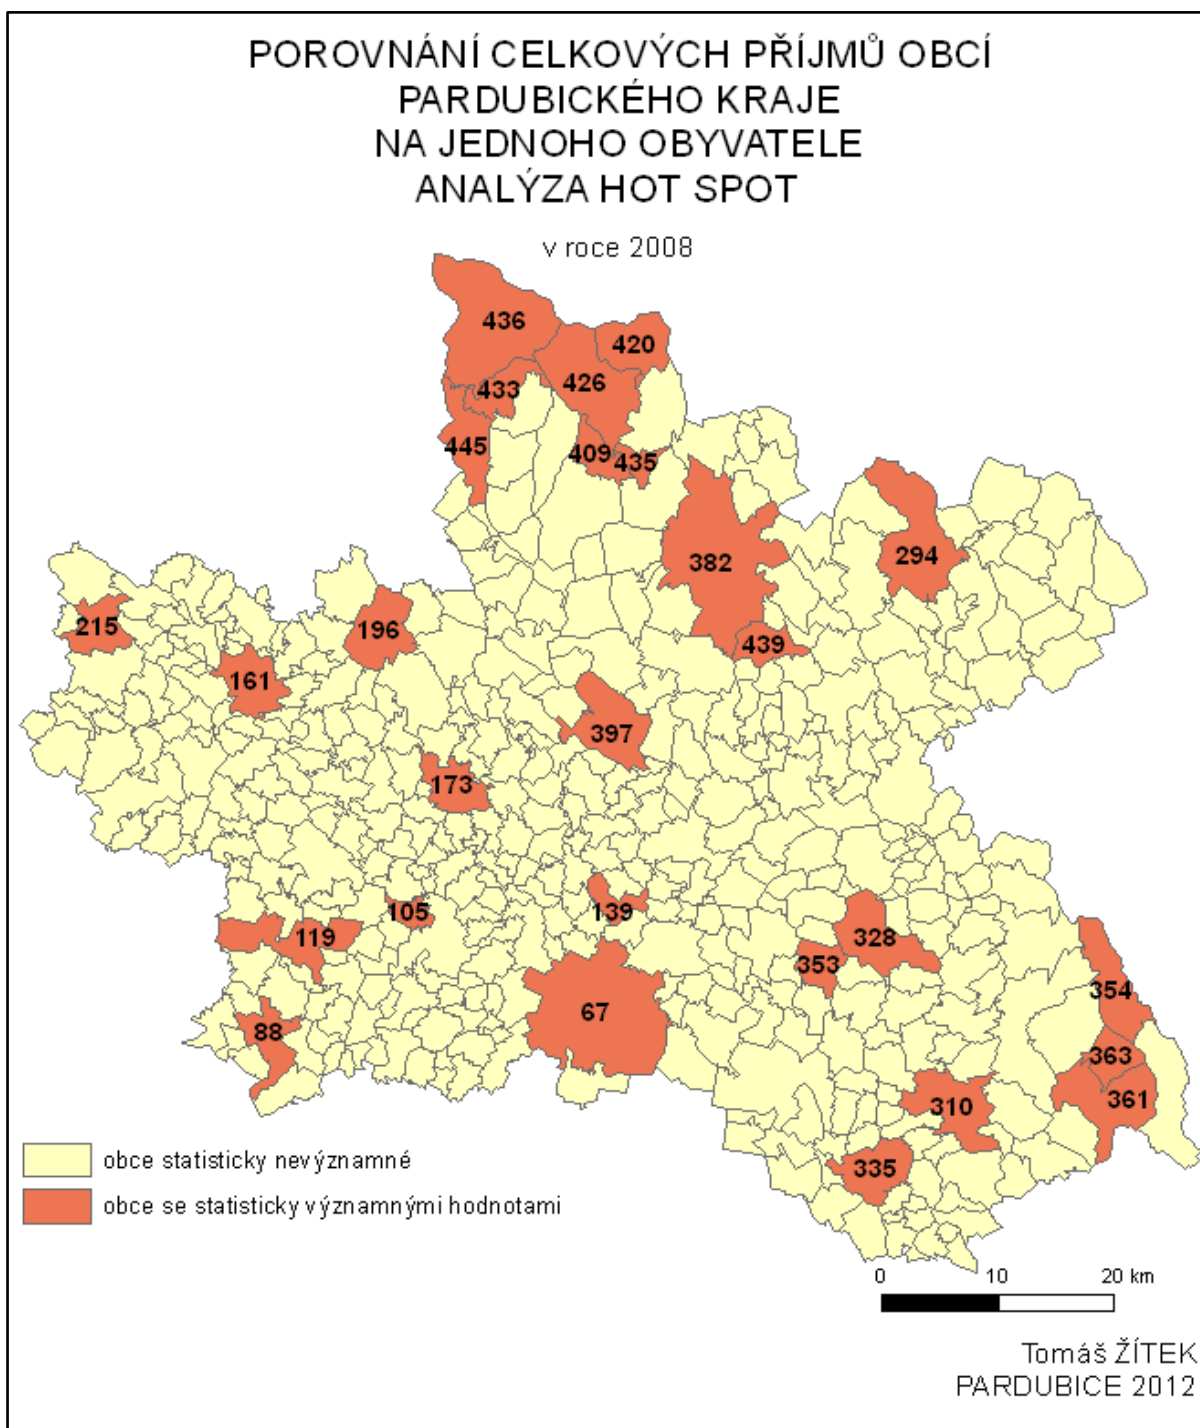 POROVNÁNÍ CELKOVÝCH PŘÍJMŮ OBCÍ
PARDUBICKÉHO KRAJE
NA JEDNOHO OBYVATELE
ANALÝZA HOT SPOT
v roce 2008
436
420
433
426
445
409
435
382
294
215
196
439
161
397
173
105
139
119
328
353
354
67
88
363
361
310
335
obce statisticky nevýznamné
obce se statisticky významnými hodnotami
0 10 20 km
Tomáš ŽÍTEK
PARDUBICE 2012